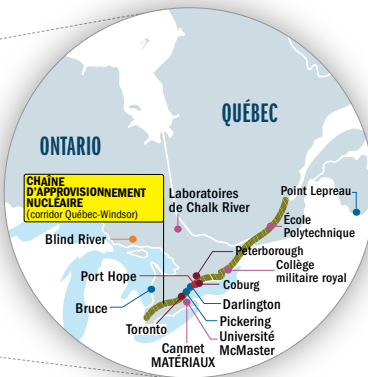 QUÉBEC
ONTARIO
CHAÎNE
D'APPROVISIONNEMENT
NUCLÉAIRE
(corridor Québec-Windsor)
Laboratoires
de Chalk River
Point Lepreau
École
Polytechnique
Blind River
Peterborough
Collège
militaire royal
Port Hope
Coburg
Bruce
Darlington
Toronto
Pickering
Université
McMaster
Canmet
MATÉRIAUX